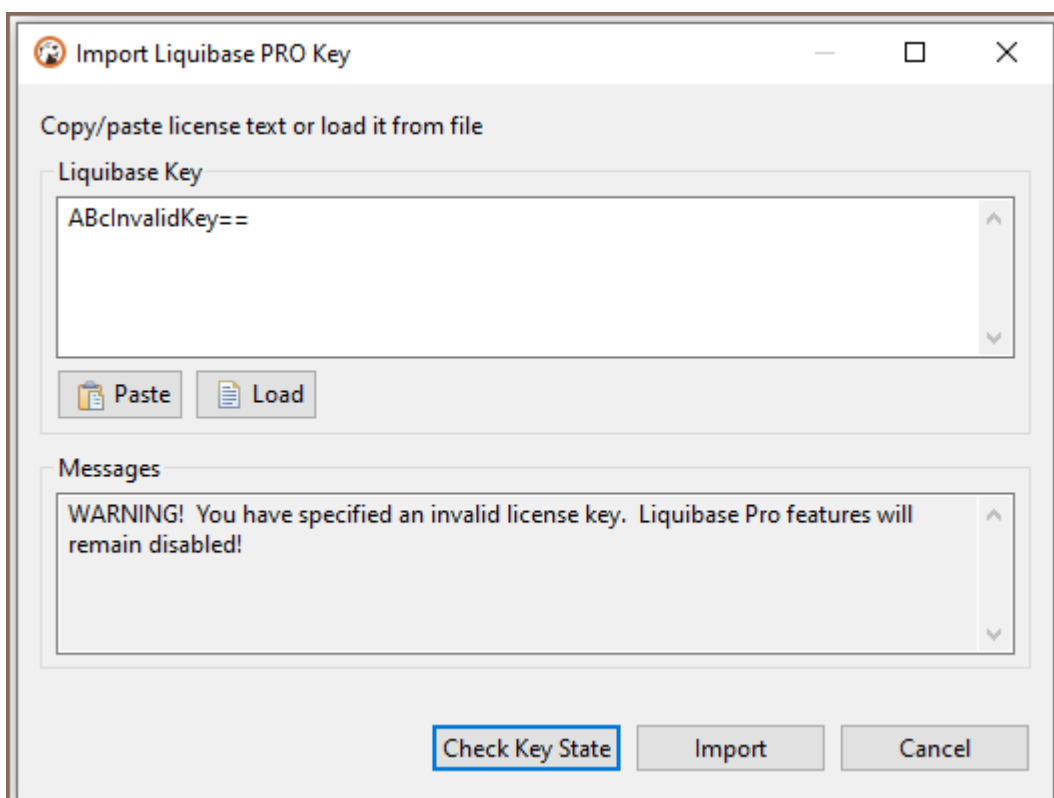 Import Liquibase PRO Key
Copy/paste license text or load it from file
Liquibase Key
ABcInvalidKey==
Paste Load
Messages
WARNING!  You have specified an invalid license key.  Liquibase Pro features will
remain disabled!
Check Key State Import Cancel